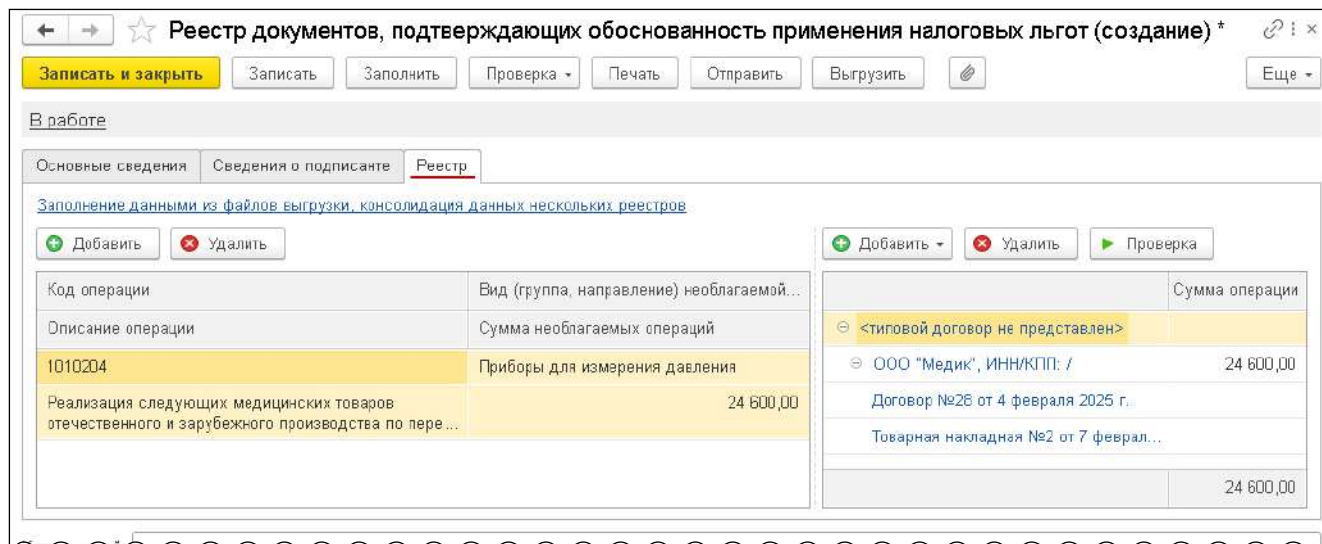 Реестр документов, подтверждающих обоснованность применения налоговых льгот (создание) *
Записать и закрыть Записать Заполнить Проверка Печать Отправить Выгрузить Еще
В работе
Основные сведения Сведения о подписанте Реестр
Заполнение данными из файлов выгрузки, консолидация данных нескольких реестров
Добавить Удалить Добавить Удалить Проверка
Код операции Вид (группа, направление) необлагаемой... Сумма операции
Описание операции Сумма необлагаемых операций <типовой договор не представлен>
1010204 Приборы для измерения давления ООО "Медик", ИНН/КПП: / 24 600,00
Реализация следующих медицинских товаров 24 600,00 Договор №28 от 4 февраля 2025 г.
отечественного и зарубежного производства по пере... Товарная накладная №2 от 7 феврал...
24 600,00